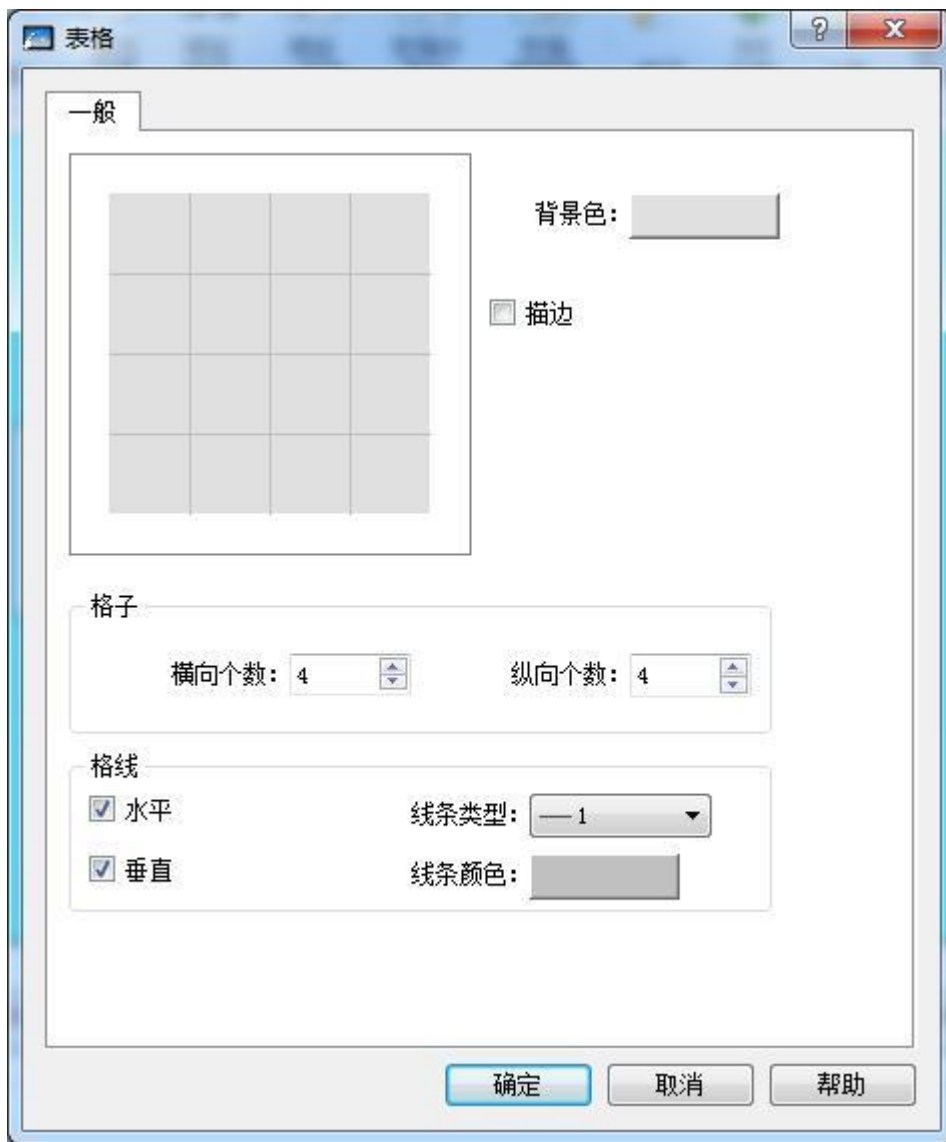 表格
一般
背景色：
描边
格子
横向个数： 4 纵向个数： 4
格线
水平 线条类型： 1
垂直 线条颜色：
确定 取消 帮助